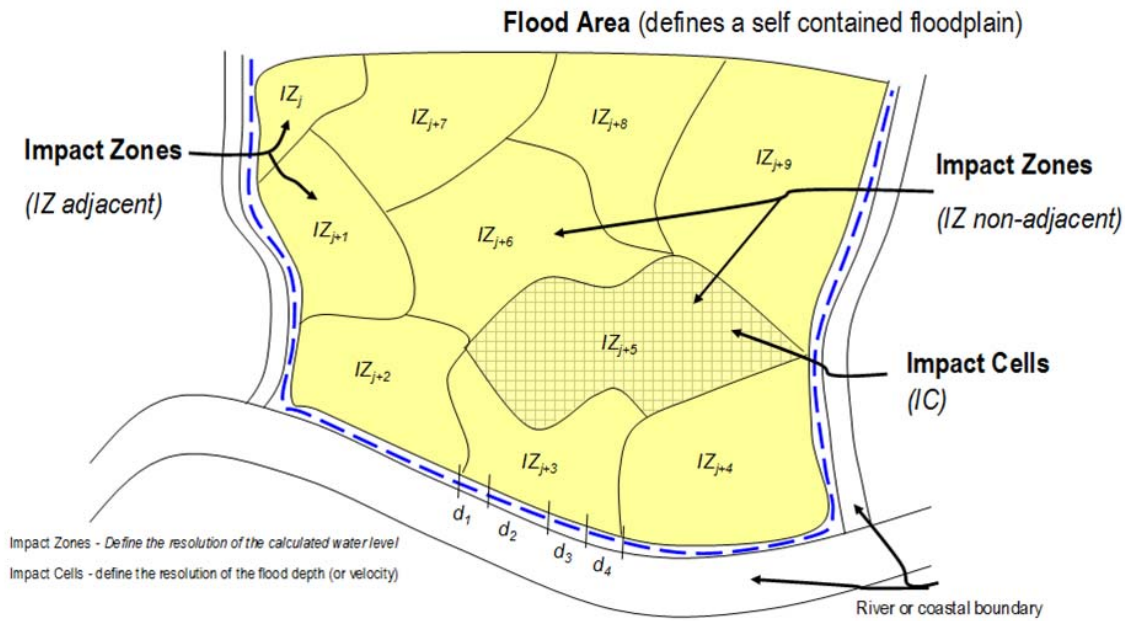 Flood Area (defines a self contained floodplain)
IZj
IZj+7
IZj+8
IZj+9
Impact Zones
(IZ adjacent)
Impact Zones
(IZ non-adjacent)
IZj+1
IZj+6
IZj+5
IZj+2
Impact Cells
(IC)
IZj+3
IZj+4
d1
d2
d3
d4
Impact Zones - Define the resolution of the calculated water level
Impact Cells - define the resolution of the flood depth (or velocity)
River or coastal boundary